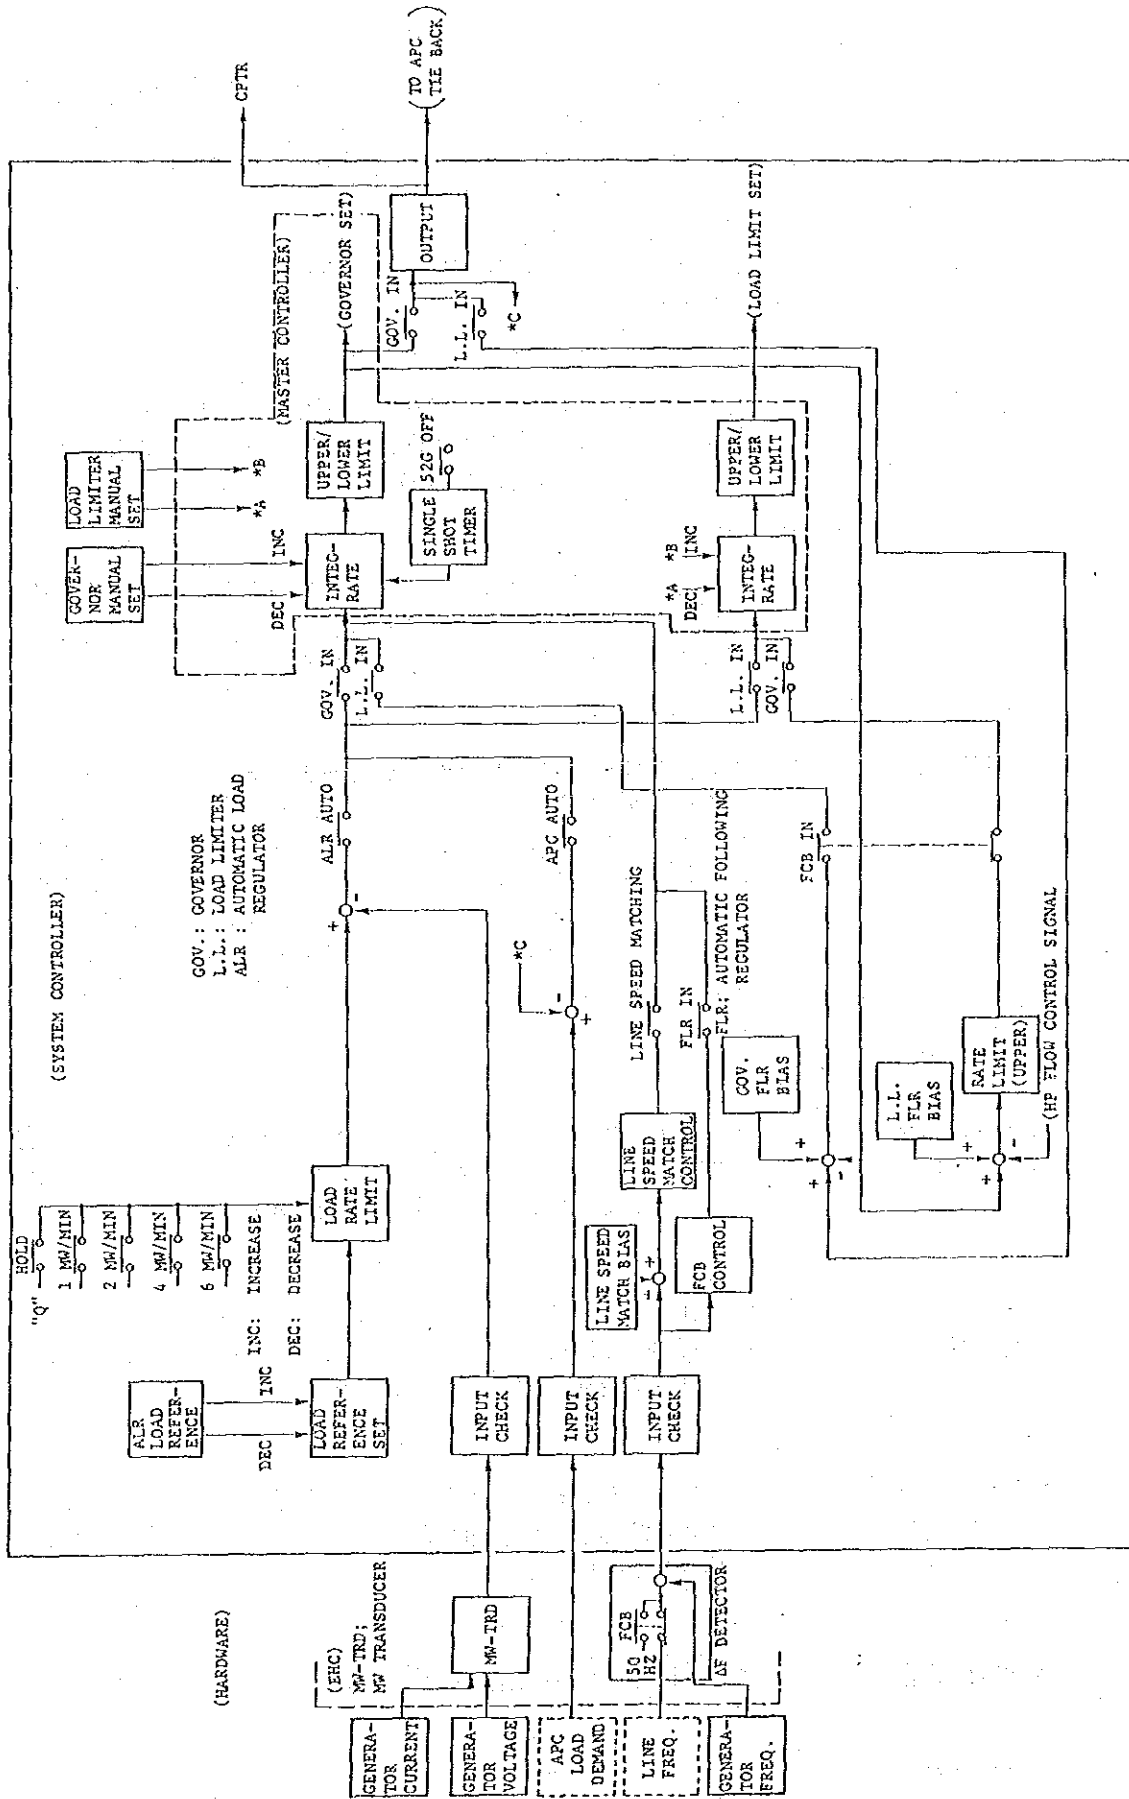 (HARDWARE)
(SYSTEM CONTROLLER)
(EHC)
MW-TRD;
MW TRANSDUCER
GENERA-
TOR
CURRENT
GENERA-
TOR
VOLTAGE
APC
LOAD
DEMAND
LINE
FREQ.
GENERA-
TOR
FREQ.
MW-TRD
50
HZ
FCB
ΔF DETECTOR
ALR
LOAD
REFER-
ENCE
DEC
INC
LOAD
REFER-
ENCE
SET
INPUT
CHECK
INPUT
CHECK
INPUT
CHECK
"Q"
HOLD
1 MW/MIN
2 MW/MIN
4 MW/MIN
6 MW/MIN
INC: INCREASE
DEC: DECREASE
LOAD
RATE
LIMIT
LINE SPEED
MATCH BIAS
+
FCB
CONTROL
LINE
SPEED
MATCH
CONTROL
GOV.: GOVERNOR
L.L.: LOAD LIMITER
ALR : AUTOMATIC LOAD
REGULATOR
+
-
ALR AUTO
*C
+
-
APC AUTO
LINE SPEED MATCHING
FLR IN
FLR: AUTOMATIC FOLLOWING
REGULATOR
GOV.
FLR
BIAS
+
+
-
FCB IN
L.L.
FLR
BIAS
+
+
-
RATE
LIMIT
(UPPER)
(HP FLOW CONTROL SIGNAL
GOV. IN
L.L. IN
L.L. IN
GOV. IN
GOVER-
NOR
MANUAL
SET
LOAD
LIMITER
MANUAL
SET
DEC
INC
*A
*B
INTEG-
RATE
UPPER/
LOWER
LIMIT
SINGLE
SHOT
TIMER
52G OFF
(MASTER CONTROLLER)
(GOVERNOR SET)
*A
DEC
*B
INC
INTEG-
RATE
UPPER/
LOWER
LIMIT
(LOAD LIMIT SET)
GOV. IN
L.L. IN
*C
OUTPUT
CPTR
(TO APC
TIE BACK)